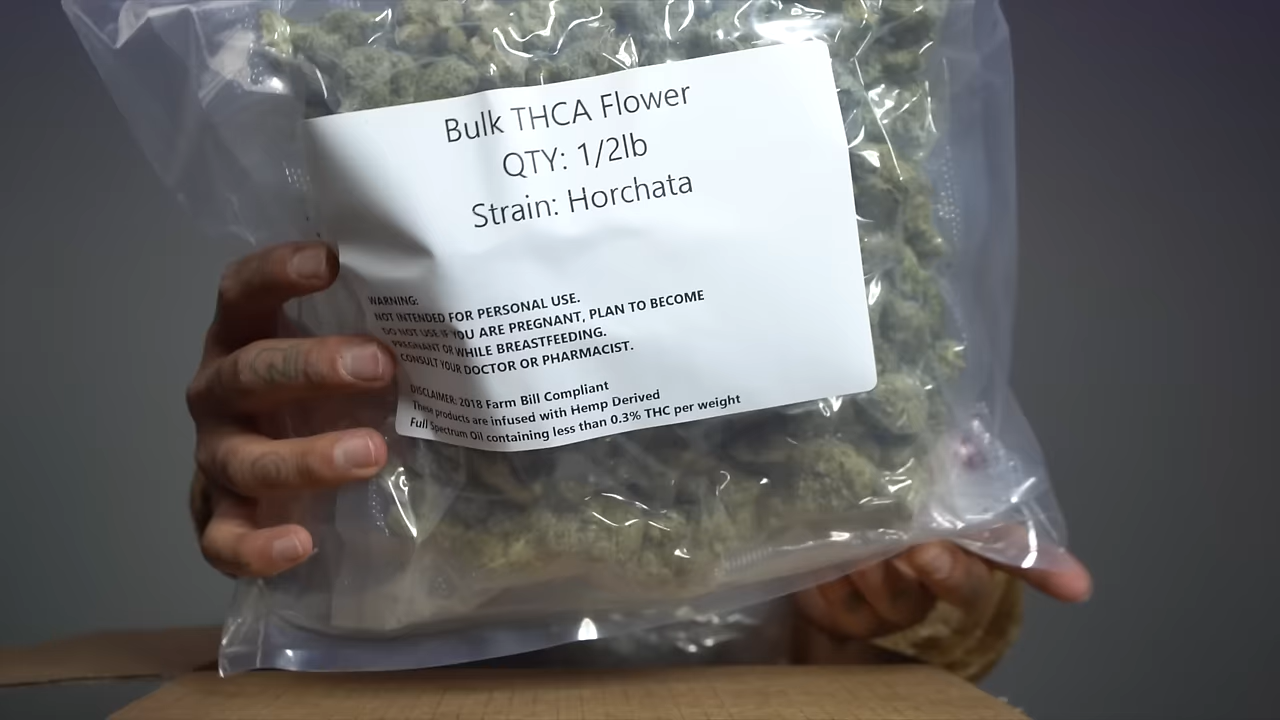 Bulk THCA Flower
QTY: 1/2lb
Strain: Horchata
WARNING:
NOT INTENDED FOR PERSONAL USE.
DO NOT USE IF YOU ARE PREGNANT, PLAN TO BECOME
PREGNANT OR WHILE BREASTFEEDING.
CONSULT YOUR DOCTOR OR PHARMACIST.
DISCLAIMER: 2018 Farm Bill Compliant
These products are infused with Hemp Derived
Full Spectrum Oil containing less than 0.3% THC per weight